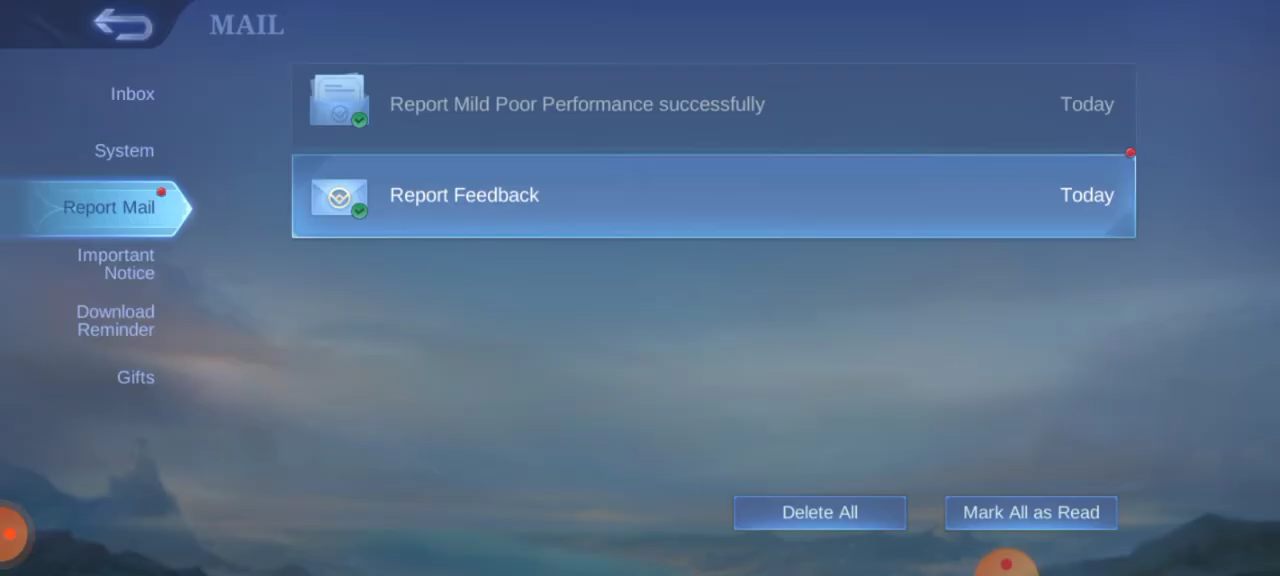 MAIL
Inbox
System
Report Mail
Important
Notice
Download
Reminder
Gifts
Report Mild Poor Performance successfully Today
Report Feedback Today
Delete All Mark All as Read